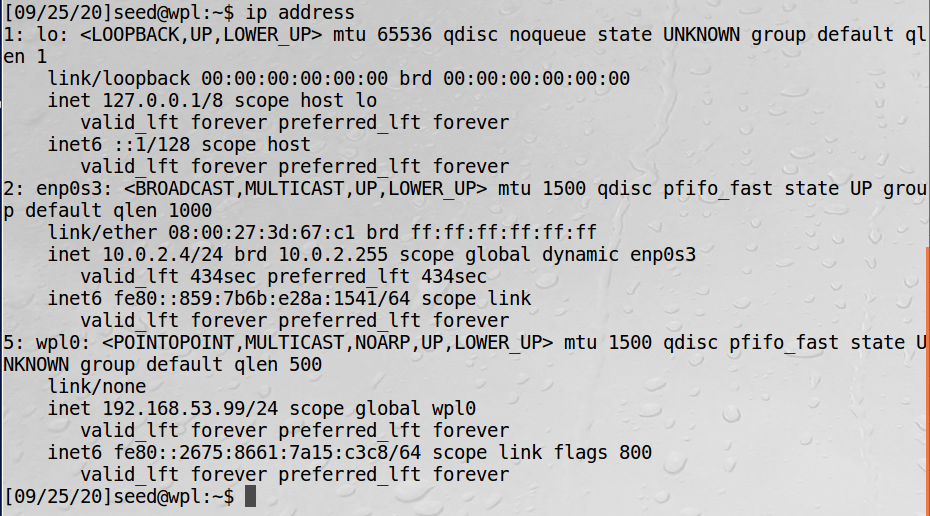 [09/25/20]seed@wpl:~$ ip address
1: lo: <LOOPBACK,UP,LOWER_UP> mtu 65536 qdisc noqueue state UNKNOWN group default ql
en 1
    link/loopback 00:00:00:00:00:00 brd 00:00:00:00:00:00
    inet 127.0.0.1/8 scope host lo
       valid_lft forever preferred_lft forever
    inet6 ::1/128 scope host
       valid_lft forever preferred_lft forever
2: enp0s3: <BROADCAST,MULTICAST,UP,LOWER_UP> mtu 1500 qdisc pfifo_fast state UP grou
p default qlen 1000
    link/ether 08:00:27:3d:67:c1 brd ff:ff:ff:ff:ff:ff
    inet 10.0.2.4/24 brd 10.0.2.255 scope global dynamic enp0s3
       valid_lft 434sec preferred_lft 434sec
    inet6 fe80::859:7b6b:e28a:1541/64 scope link
       valid_lft forever preferred_lft forever
5: wpl0: <POINTOPOINT,MULTICAST,NOARP,UP,LOWER_UP> mtu 1500 qdisc pfifo_fast state U
NKNOWN group default qlen 500
    link/none
    inet 192.168.53.99/24 scope global wpl0
       valid_lft forever preferred_lft forever
    inet6 fe80::2675:8661:7a15:c3c8/64 scope link flags 800
       valid_lft forever preferred_lft forever
[09/25/20]seed@wpl:~$